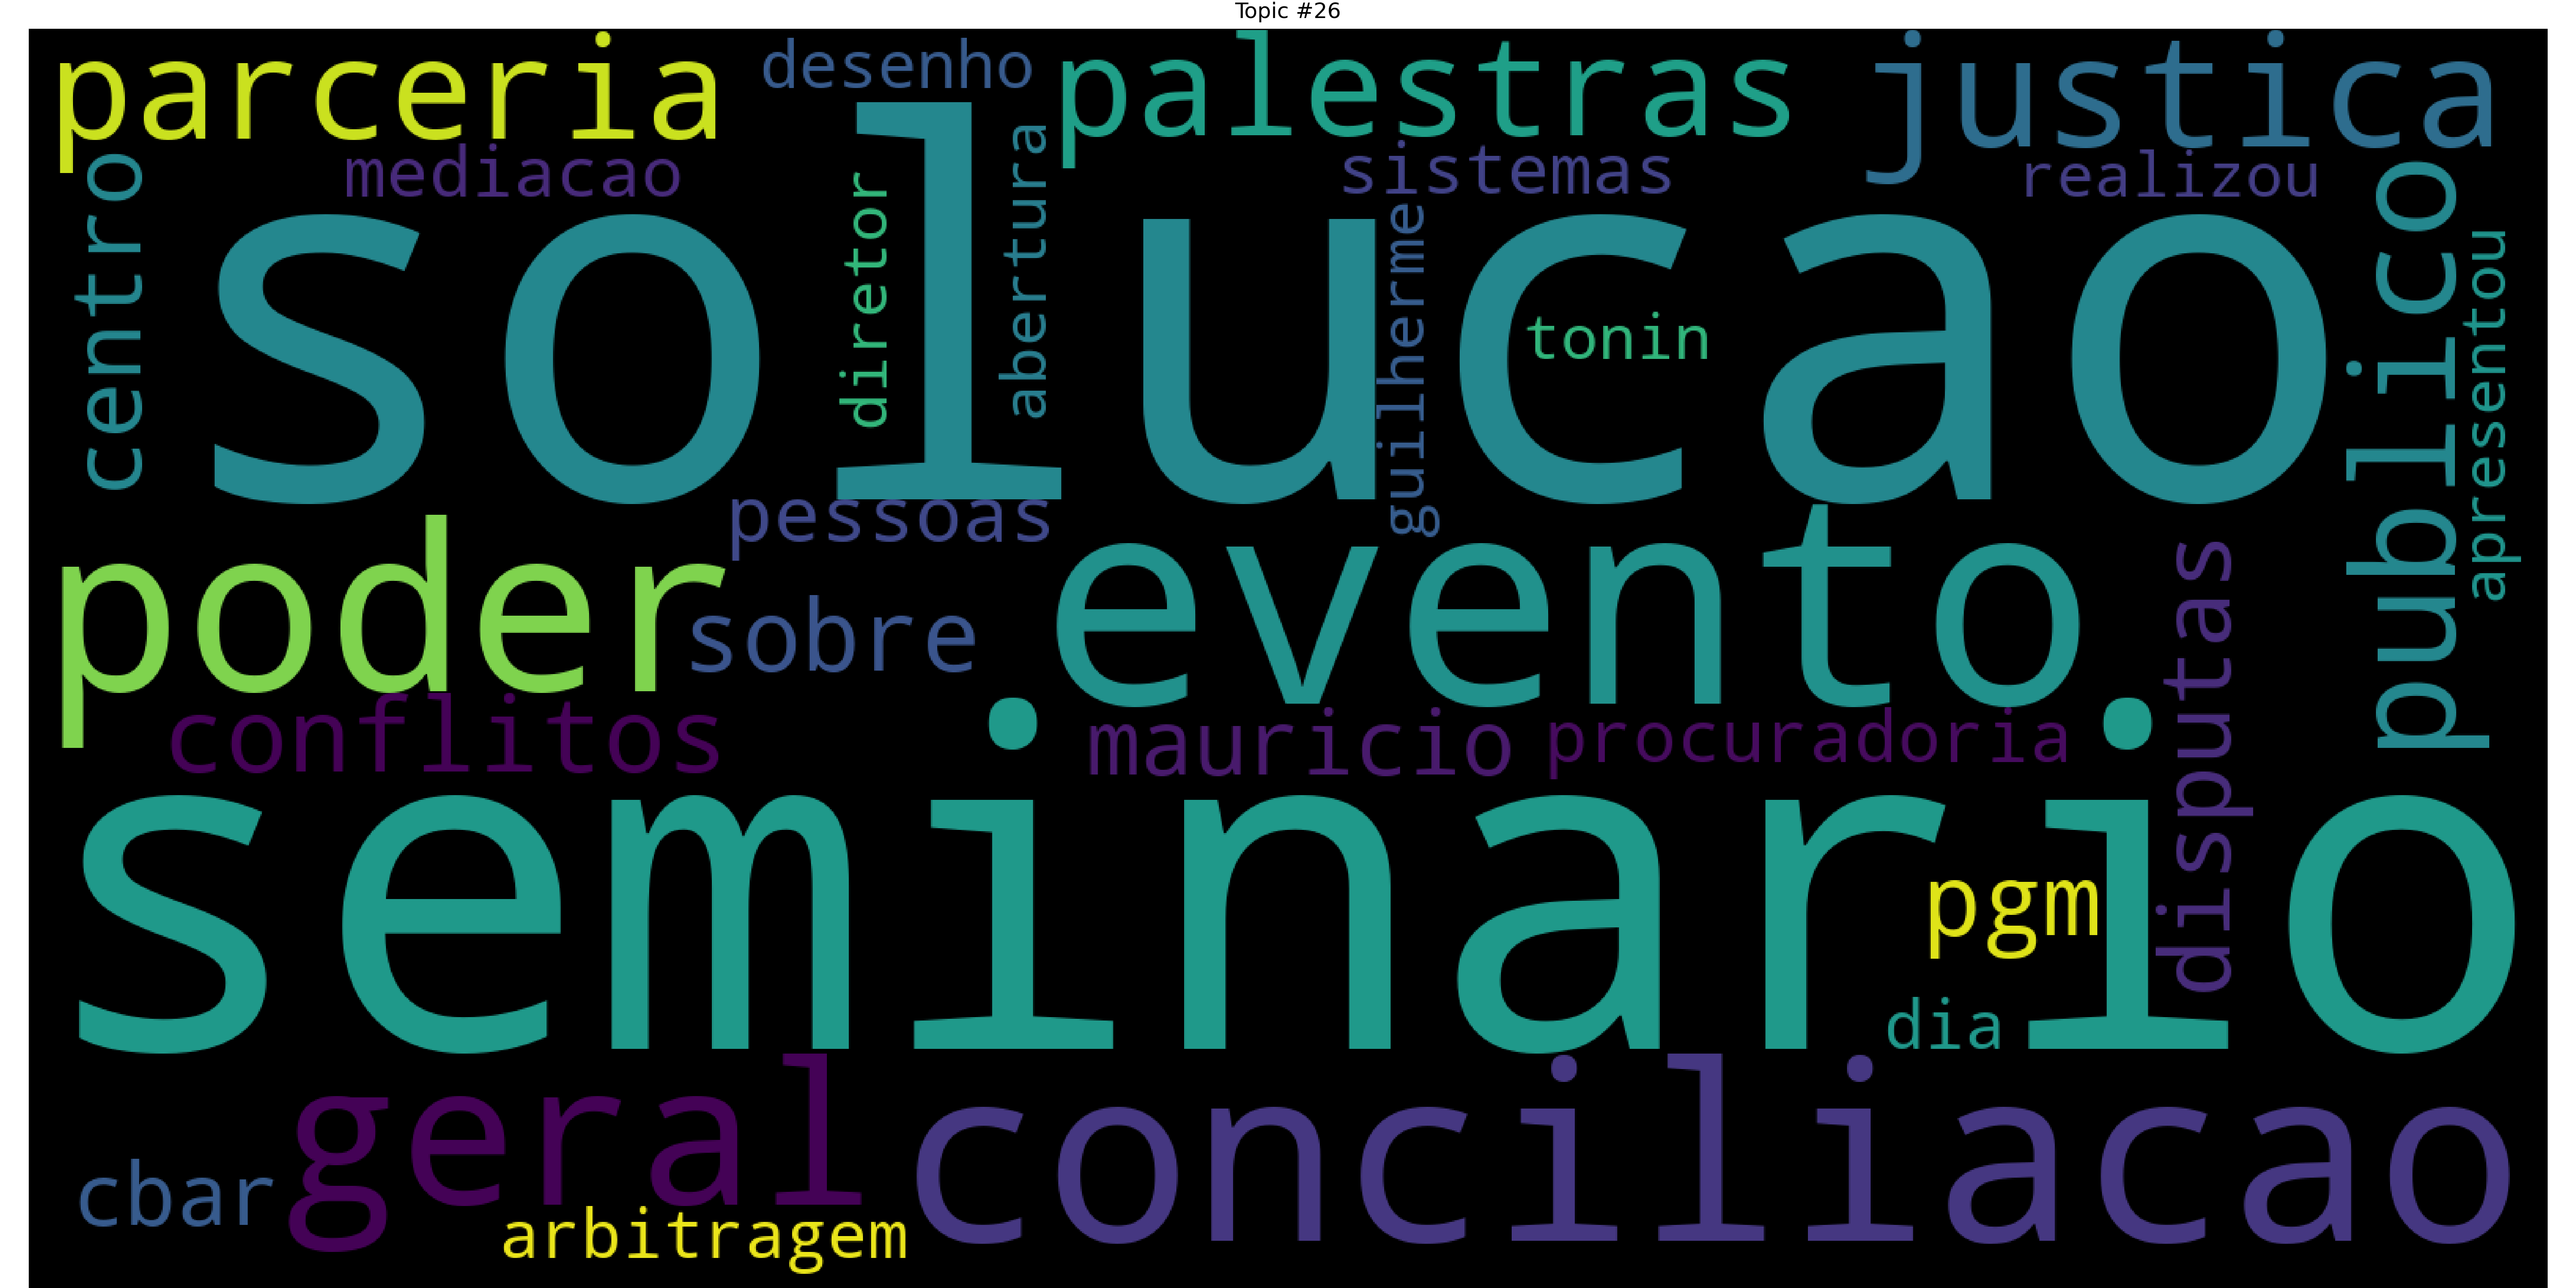 Topic #26
parceria
desenho
palestras
justica
mediacao
sistemas
realizou
centro
solucao
diretor
abertura
guilherme
tonin
publico
apresentou
pessoas
poder
sobre
evento
disputas
conflitos
mauricio
procuradoria
seminario
pgm
dia
geral
conciliacao
cbar
arbitragem